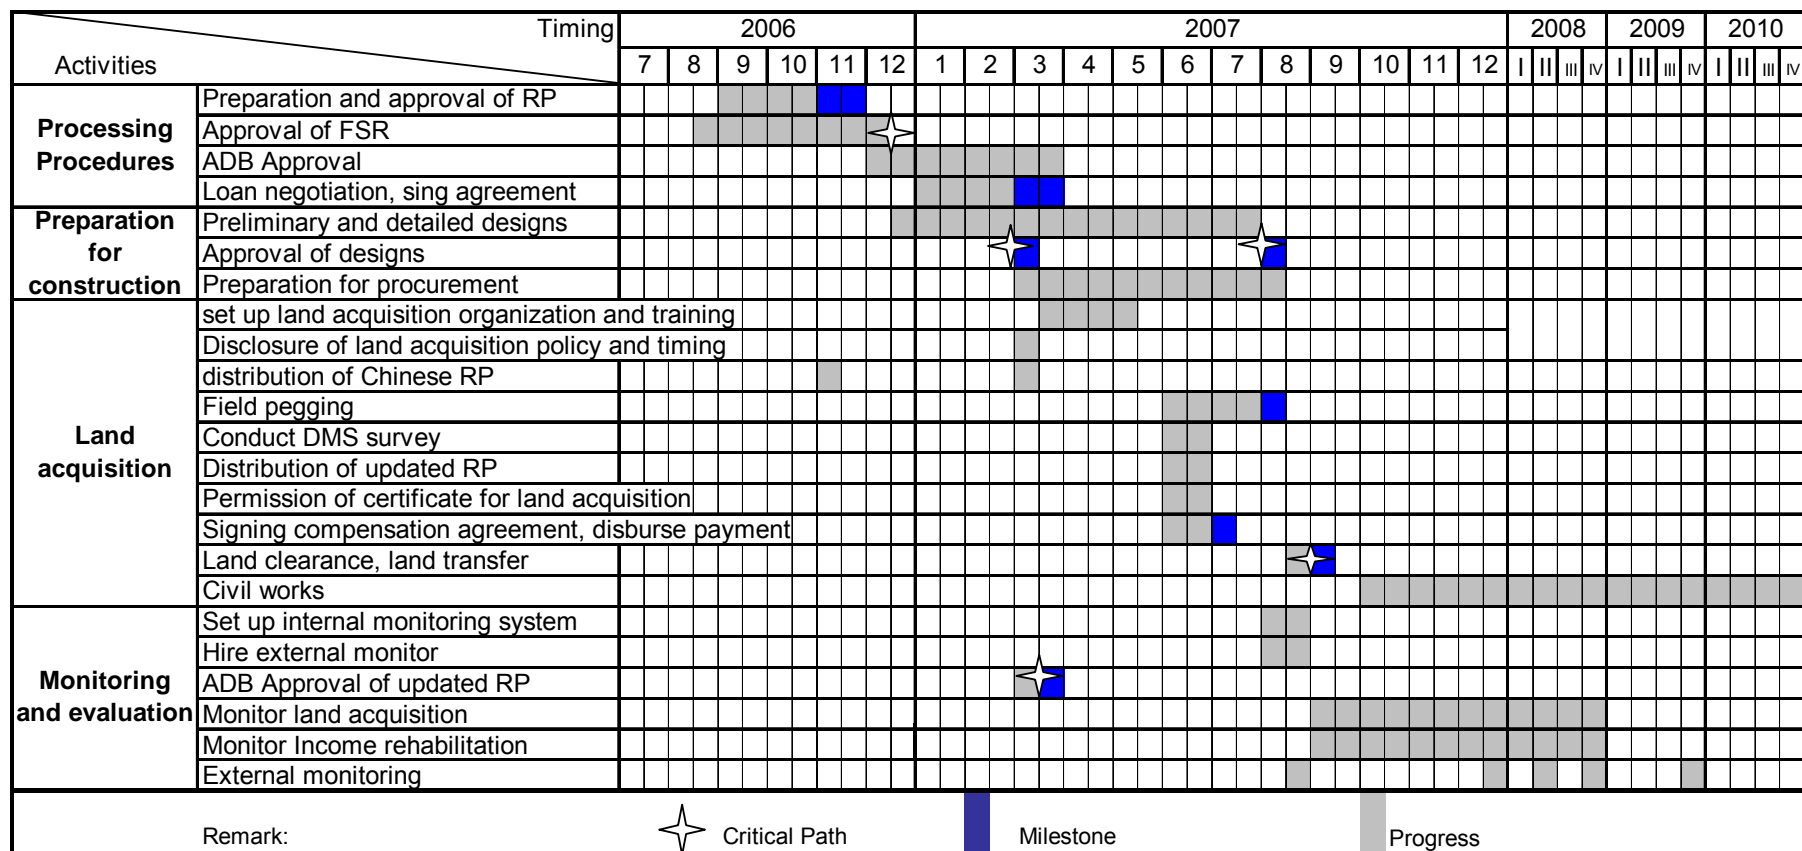 Timing 2006 2007 2008 2009 2010
Activities 7 8 9 10 11 12 1 2 3 4 5 6 7 8 9 10 11 12 I II III IV I II III IV I II III IV
Processing Procedures
Preparation and approval of RP
Approval of FSR
ADB Approval
Loan negotiation, sing agreement
Preparation for construction
Preliminary and detailed designs
Approval of designs
Preparation for procurement
Land acquisition
set up land acquisition organization and training
Disclosure of land acquisition policy and timing
distribution of Chinese RP
Field pegging
Conduct DMS survey
Distribution of updated RP
Permission of certificate for land acquisition
Signing compensation agreement, disburse payment
Land clearance, land transfer
Civil works
Monitoring and evaluation
Set up internal monitoring system
Hire external monitor
ADB Approval of updated RP
Monitor land acquisition
Monitor Income rehabilitation
External monitoring
Remark: Critical Path Milestone Progress